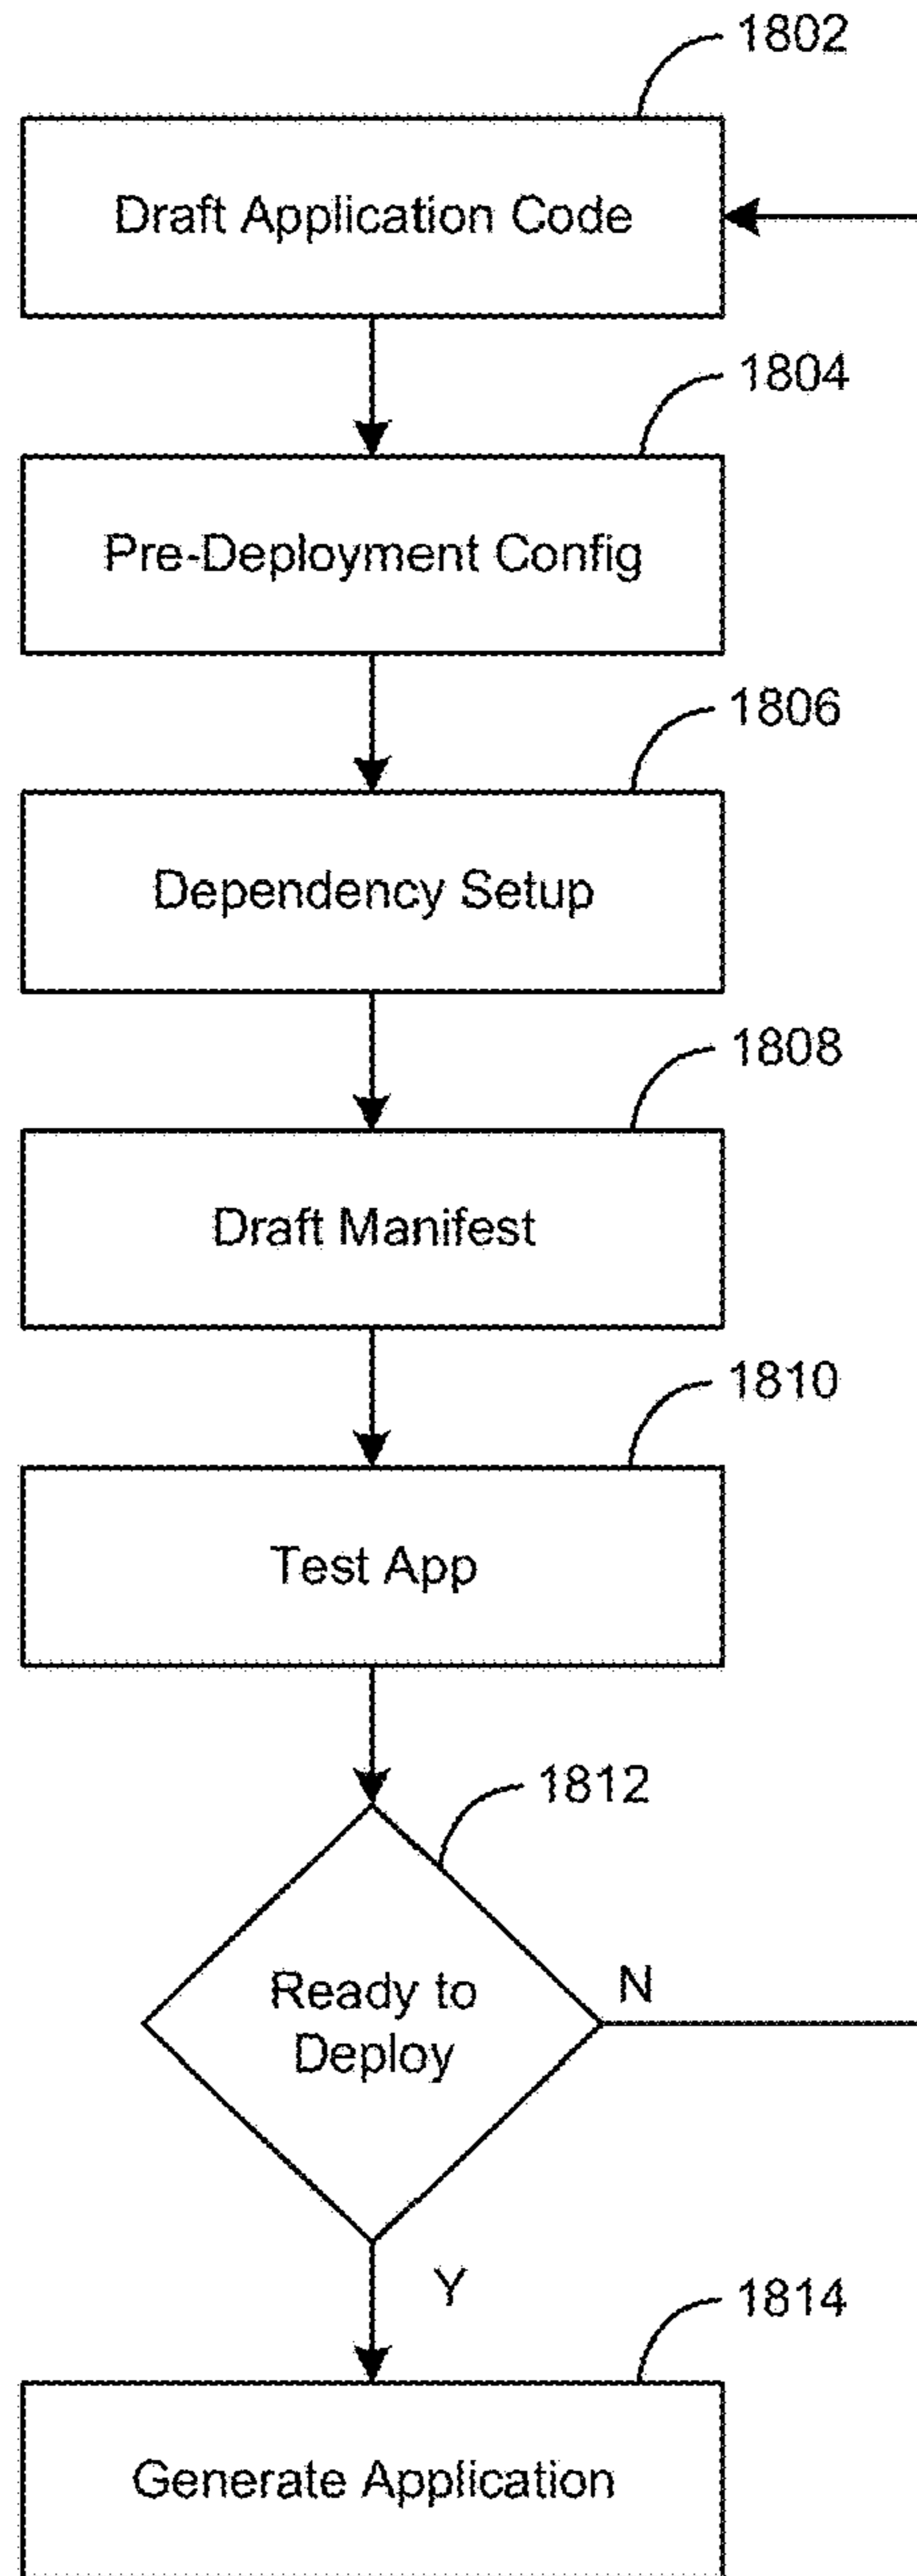 1802
Draft Application Code
1804
Pre-Deployment Config
1806
Dependency Setup
1808
Draft Manifest
1810
Test App
1812
Ready to
Deploy
N
Y
1814
Generate Application